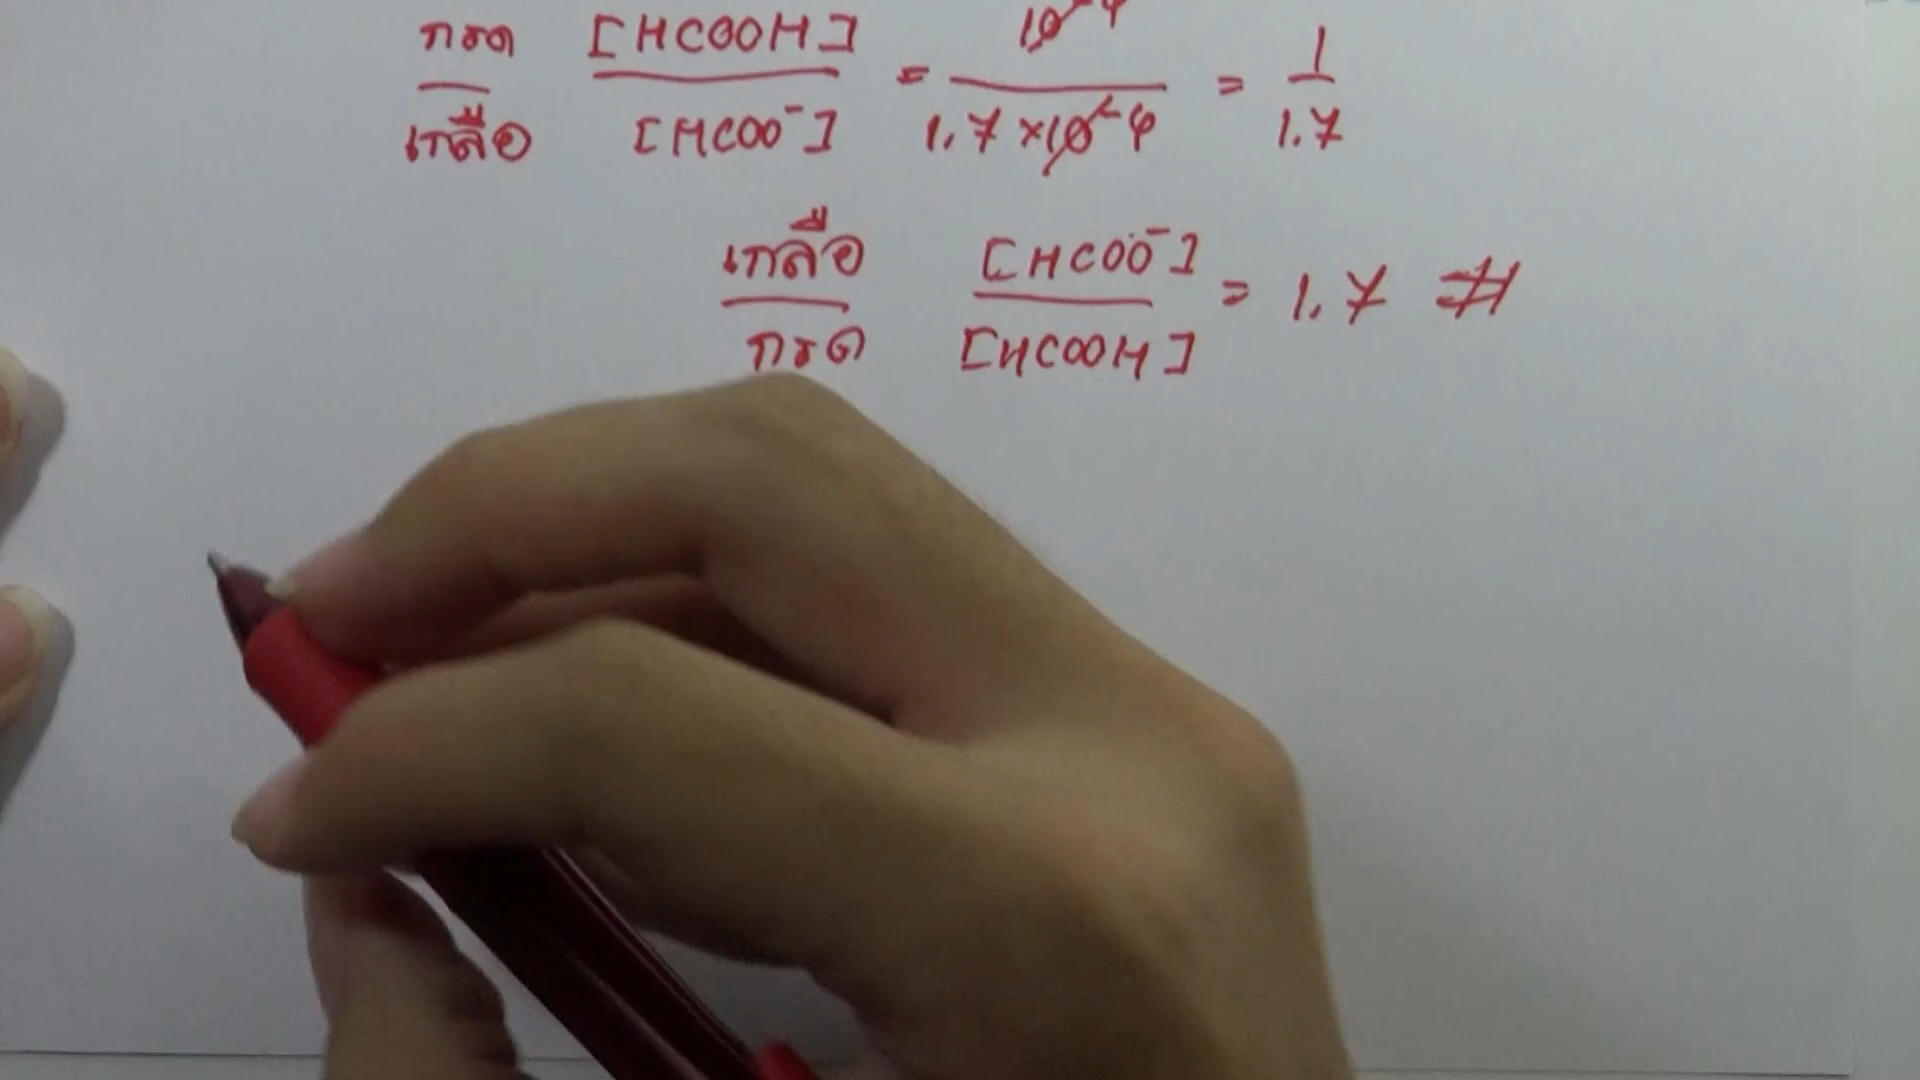 กรด [HCOOH] = 10⁻⁴ = 1
เกลือ [HCOO⁻] 1.7 × 10⁻⁴ 1.7
เกลือ [HCOO⁻] = 1.7 #
กรด [HCOOH]